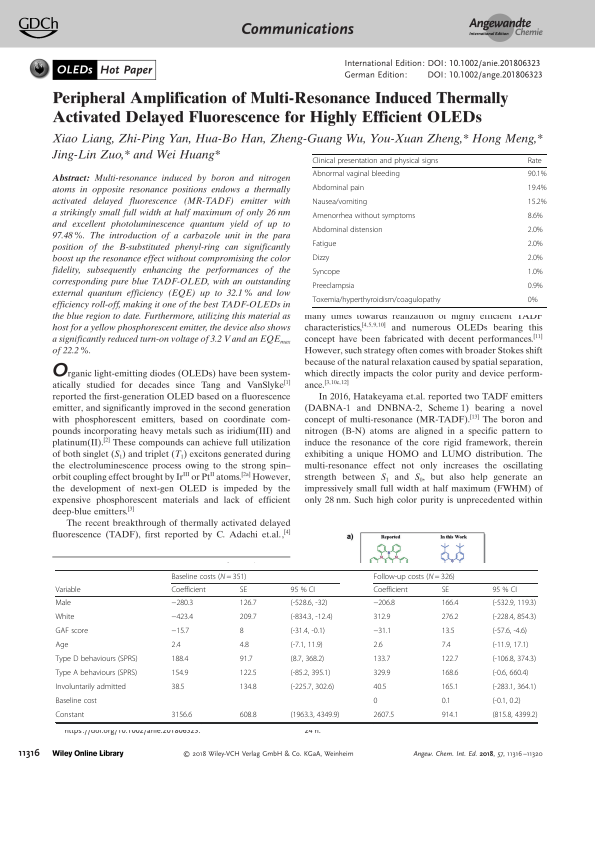 GDCh
Communications
Angewandte
International Edition Chemie
OLEDs Hot Paper
International Edition: DOI: 10.1002/anie.201806323
German Edition: DOI: 10.1002/ange.201806323
Peripheral Amplification of Multi-Resonance Induced Thermally
Activated Delayed Fluorescence for Highly Efficient OLEDs
Xiao Liang, Zhi-Ping Yan, Hua-Bo Han, Zheng-Guang Wu, You-Xuan Zheng,* Hong Meng,*
Jing-Lin Zuo,* and Wei Huang*
Abstract: Multi-resonance induced by boron and nitrogen
atoms in opposite resonance positions endows a thermally
activated delayed fluorescence (MR-TADF) emitter with
a strikingly small full width at half maximum of only 26 nm
and excellent photoluminescence quantum yield of up to
97.48 %. The introduction of a carbazole unit in the para
position of the B-substituted phenyl-ring can significantly
boost up the resonance effect without compromising the color
fidelity, subsequently enhancing the performances of the
corresponding pure blue TADF-OLED, with an outstanding
external quantum efficiency (EQE) up to 32.1 % and low
efficiency roll-off, making it one of the best TADF-OLEDs in
the blue region to date. Furthermore, utilizing this material as
host for a yellow phosphorescent emitter, the device also shows
a significantly reduced turn-on voltage of 3.2 V and an EQEmax
of 22.2 %.
Organic light-emitting diodes (OLEDs) have been system-
atically studied for decades since Tang and VanSlyke[1]
reported the first-generation OLED based on a fluorescence
emitter, and significantly improved in the second generation
with phosphorescent emitters, based on coordinate com-
pounds incorporating heavy metals such as iridium(III) and
platinum(II).[2] These compounds can achieve full utilization
of both singlet (S1) and triplet (T1) excitons generated during
the electroluminescence process owing to the strong spin–
orbit coupling effect brought by IrIII or PtII atoms.[2a] However,
the development of next-gen OLED is impeded by the
expensive phosphorescent materials and lack of efficient
deep-blue emitters.[3]
The recent breakthrough of thermally activated delayed
fluorescence (TADF), first reported by C. Adachi et.al.,[4]
Clinical presentation and physical signs Rate
Abnormal vaginal bleeding 90.1%
Abdominal pain 19.4%
Nausea/vomiting 15.2%
Amenorrhea without symptoms 8.6%
Abdominal distension 2.0%
Fatigue 2.0%
Dizzy 2.0%
Syncope 1.0%
Preeclampsia 0.9%
Toxemia/hyperthyroidism/coagulopathy 0%
many times towards realization of highly efficient TADF
characteristics,[4,5,9,10] and numerous OLEDs bearing this
concept have been fabricated with decent performances.[11]
However, such strategy often comes with broader Stokes shift
because of the natural relaxation caused by spatial separation,
which directly impacts the color purity and device perform-
ance.[3,10e,12]
In 2016, Hatakeyama et.al. reported two TADF emitters
(DABNA-1 and DNBNA-2, Scheme 1) bearing a novel
concept of multi-resonance (MR-TADF).[13] The boron and
nitrogen (B-N) atoms are aligned in a specific pattern to
induce the resonance of the core rigid framework, therein
exhibiting a unique HOMO and LUMO distribution. The
multi-resonance effect not only increases the oscillating
strength between S1 and S0, but also help generate an
impressively small full width at half maximum (FWHM) of
only 28 nm. Such high color purity is unprecedented within
a) Reported In this Work
Baseline costs (N = 351) Follow-up costs (N = 326)
Variable Coefficient SE 95 % CI Coefficient SE 95 % CI
Male −280.3 126.7 (-528.6, -32) −206.8 166.4 (-532.9, 119.3)
White −423.4 209.7 (-834.3, -12.4) 312.9 276.2 (-228.4, 854.3)
GAF score −15.7 8 (-31.4, -0.1) −31.1 13.5 (-57.6, -4.6)
Age 2.4 4.8 (-7.1, 11.9) 2.6 7.4 (-11.9, 17.1)
Type D behaviours (SPRS) 188.4 91.7 (8.7, 368.2) 133.7 122.7 (-106.8, 374.3)
Type A behaviours (SPRS) 154.9 122.5 (-85.2, 395.1) 329.9 168.6 (-0.6, 660.4)
Involuntarily admitted 38.5 134.8 (-225.7, 302.6) 40.5 165.1 (-283.1, 364.1)
Baseline cost 0 0.1 (-0.1, 0.2)
Constant 3156.6 608.8 (1963.3, 4349.9) 2607.5 914.1 (815.8, 4399.2)
https://doi.org/10.1002/anie.201806323.
11316 Wiley Online Library © 2018 Wiley-VCH Verlag GmbH & Co. KGaA, Weinheim Angew. Chem. Int. Ed. 2018, 57, 11316–11320